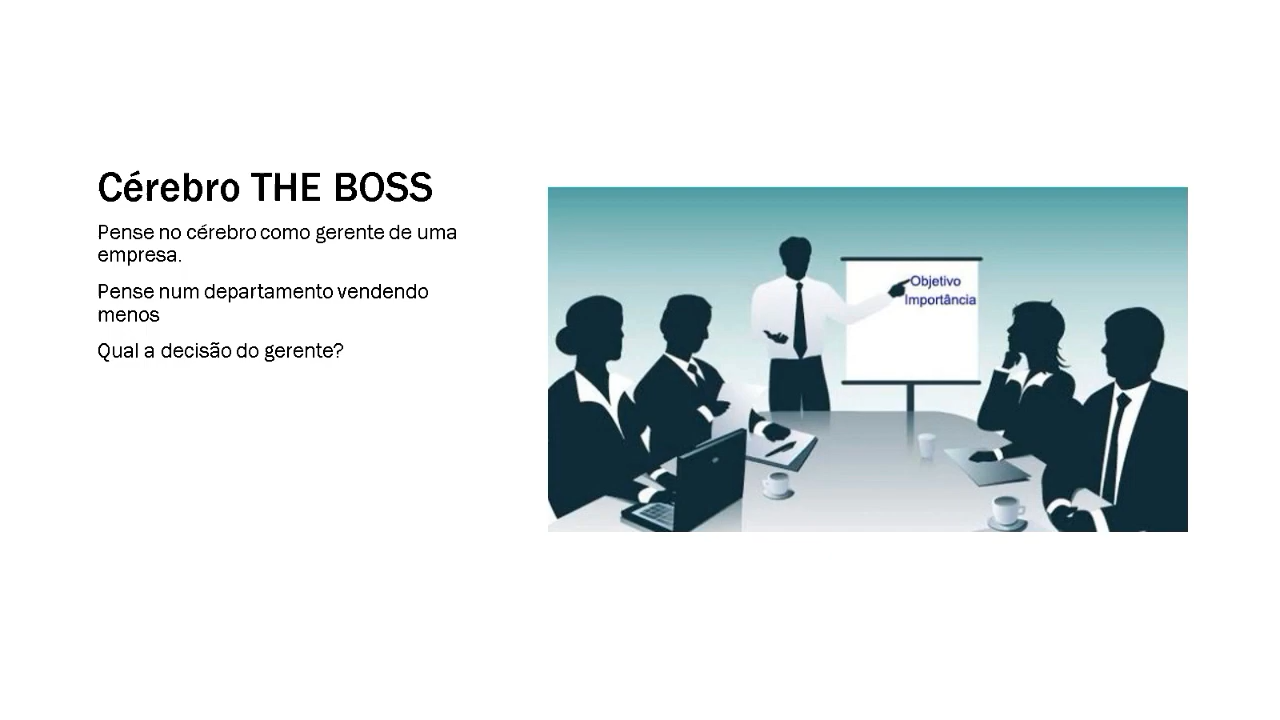 Cérebro THE BOSS
Pense no cérebro como gerente de uma
empresa.
Pense num departamento vendendo
menos
Qual a decisão do gerente?
Objetivo
Importância